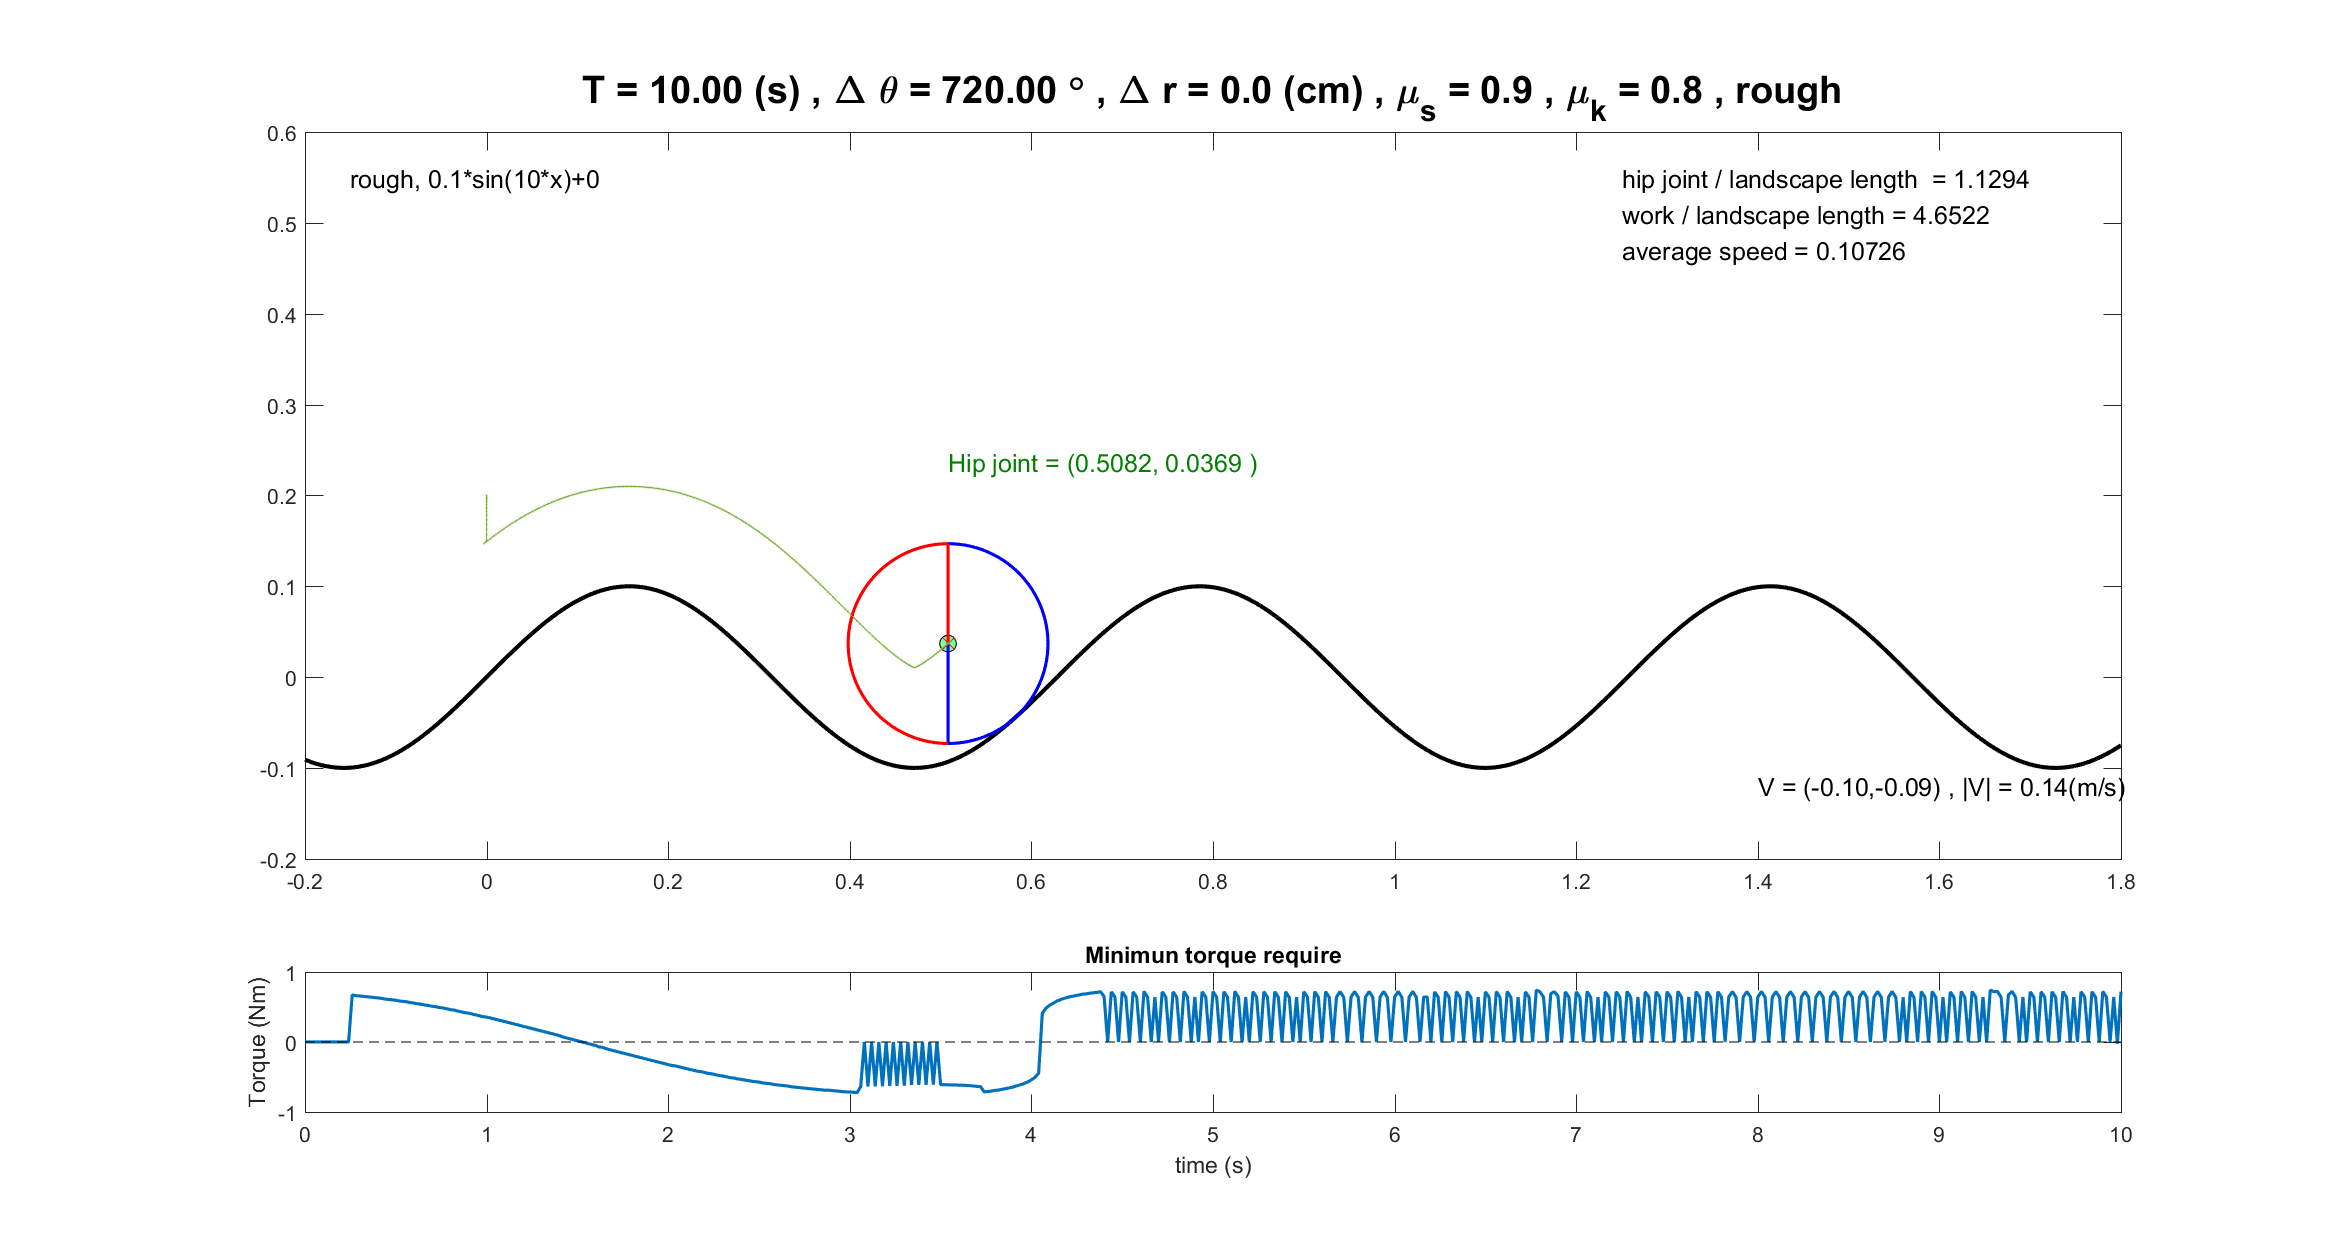 T = 10.00 (s) , Δ θ = 720.00 ° , Δ r = 0.0 (cm) , μs = 0.9 , μk = 0.8 , rough
0.6
rough, 0.1*sin(10*x)+0
hip joint / landscape length = 1.1294
0.5
work / landscape length = 4.6522
average speed = 0.10726
0.4
0.3
Hip joint = (0.5082, 0.0369 )
0.2
0.1
0
-0.1
V = (-0.10,-0.09) , |V| = 0.14(m/s)
-0.2
-0.2 0 0.2 0.4 0.6 0.8 1 1.2 1.4 1.6 1.8
Minimun torque require
Torque (Nm)
1
0
-1
0 1 2 3 4 5 6 7 8 9 10
time (s)